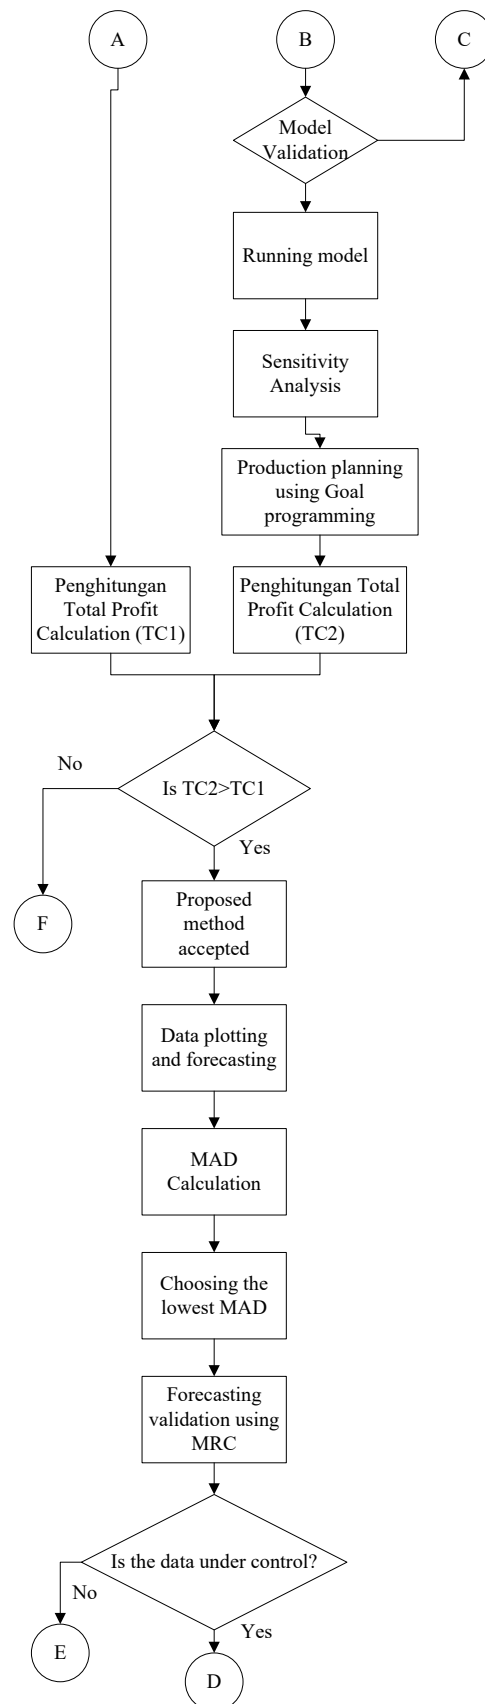 A
B
C
Model
Validation
Running model
Sensitivity
Analysis
Production planning
using Goal
programming
Penghitungan
Total Profit
Calculation (TC1)
Penghitungan Total
Profit Calculation
(TC2)
Is TC2>TC1
No
Yes
F
Proposed
method
accepted
Data plotting
and forecasting
MAD
Calculation
Choosing the
lowest MAD
Forecasting
validation using
MRC
Is the data under control?
No
Yes
E
D